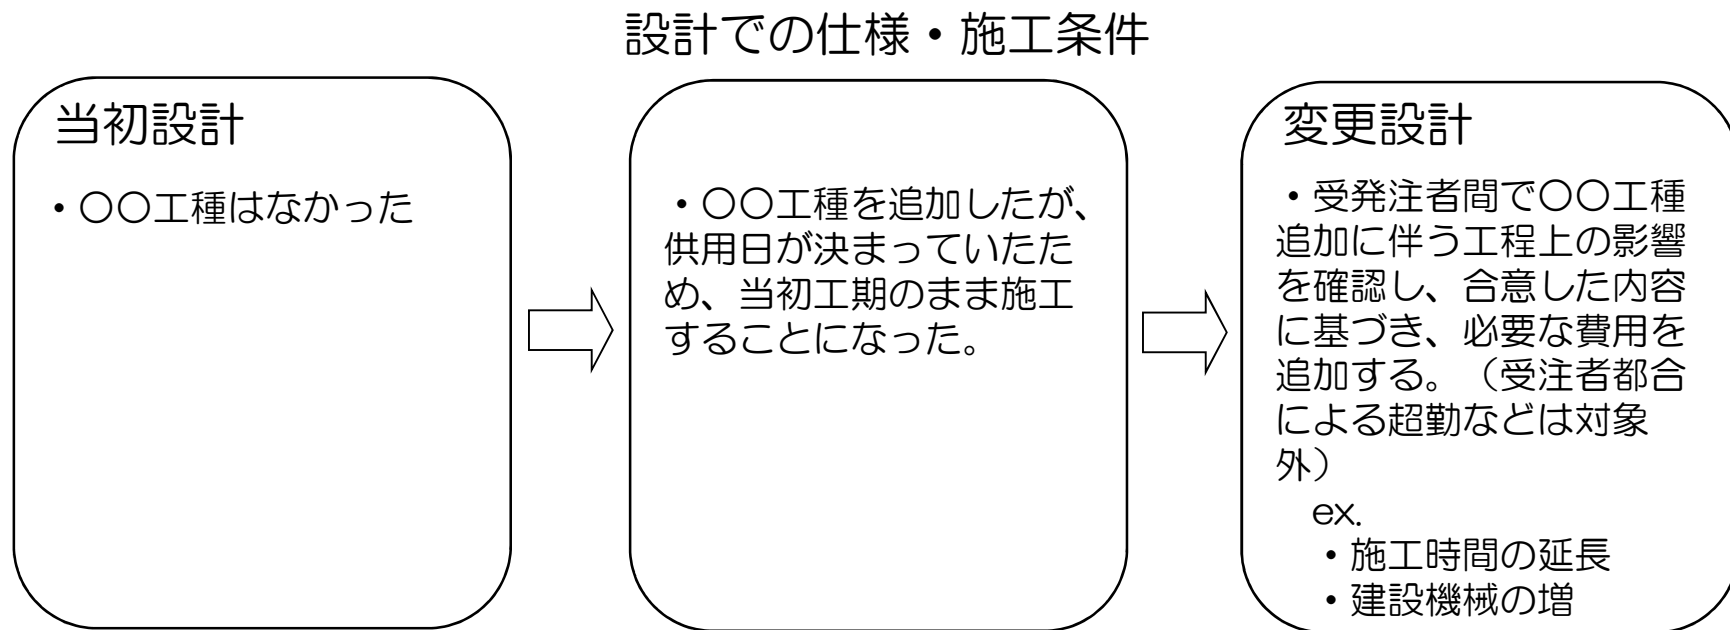 設計での仕様・施工条件
当初設計
・〇〇工種はなかった
・〇〇工種を追加したが、
供用日が決まっていたた
め、当初工期のまま施工
することになった。
変更設計
・受発注者間で〇〇工種
追加に伴う工程上の影響
を確認し、合意した内容
に基づき、必要な費用を
追加する。（受注者都合
による超勤などは対象
外）
ex.
・施工時間の延長
・建設機械の増